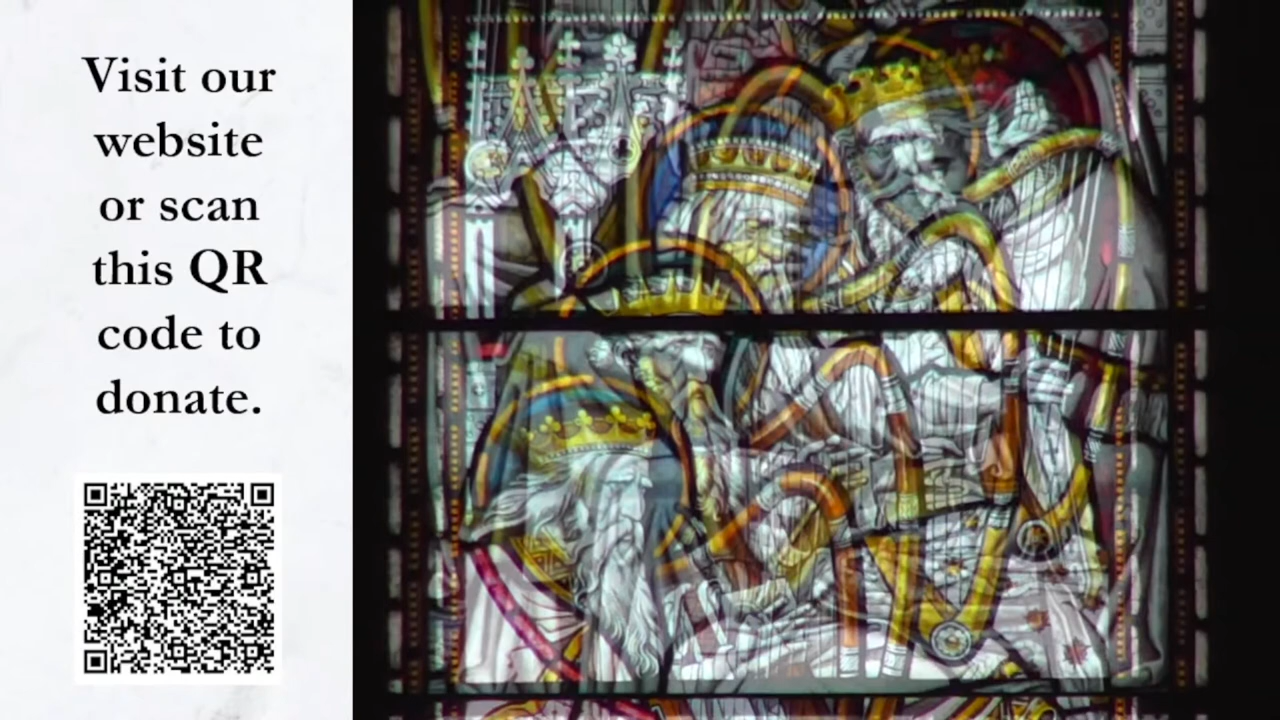 Visit our
website
or scan
this QR
code to
donate.